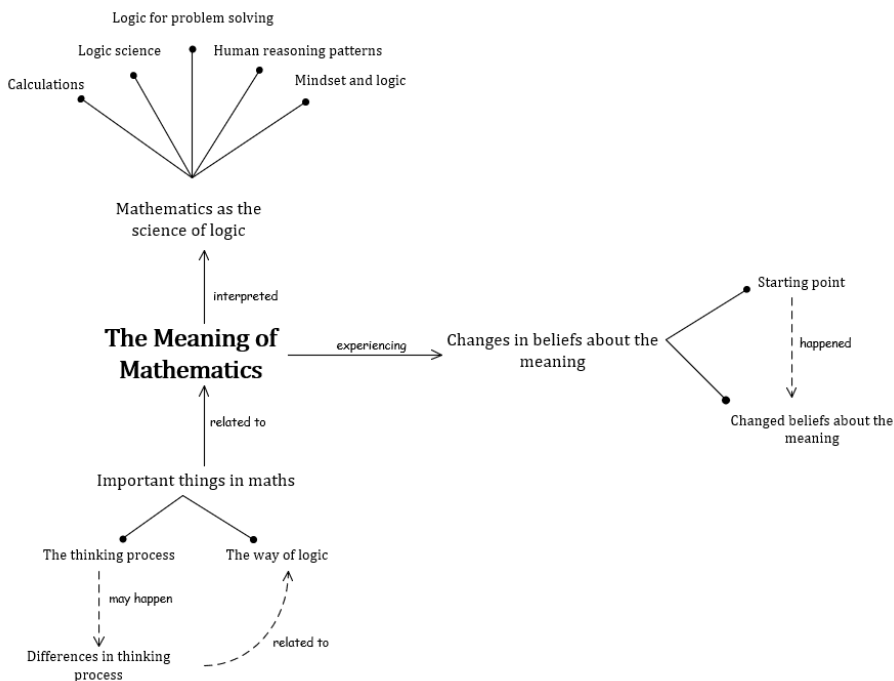 Logic for problem solving
Logic science
Human reasoning patterns
Calculations
Mindset and logic
Mathematics as the
science of logic
interpreted
The Meaning of
Mathematics
experiencing
Changes in beliefs about the
meaning
Starting point
happened
Changed beliefs about the
meaning
related to
Important things in maths
The thinking process
The way of logic
may happen
related to
Differences in thinking
process